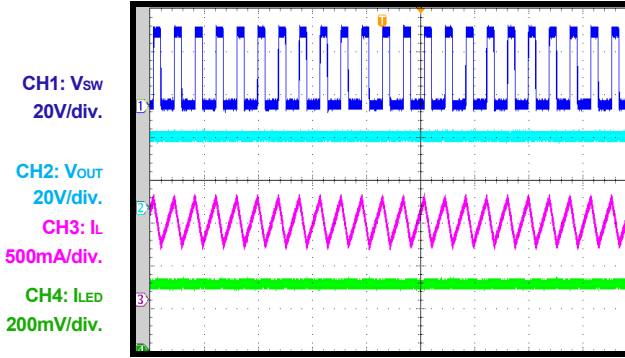 T
CH1: VSW
20V/div.
1
CH2: VOUT
20V/div.
2
CH3: IL
500mA/div.
CH4: ILED
200mV/div.
3
4